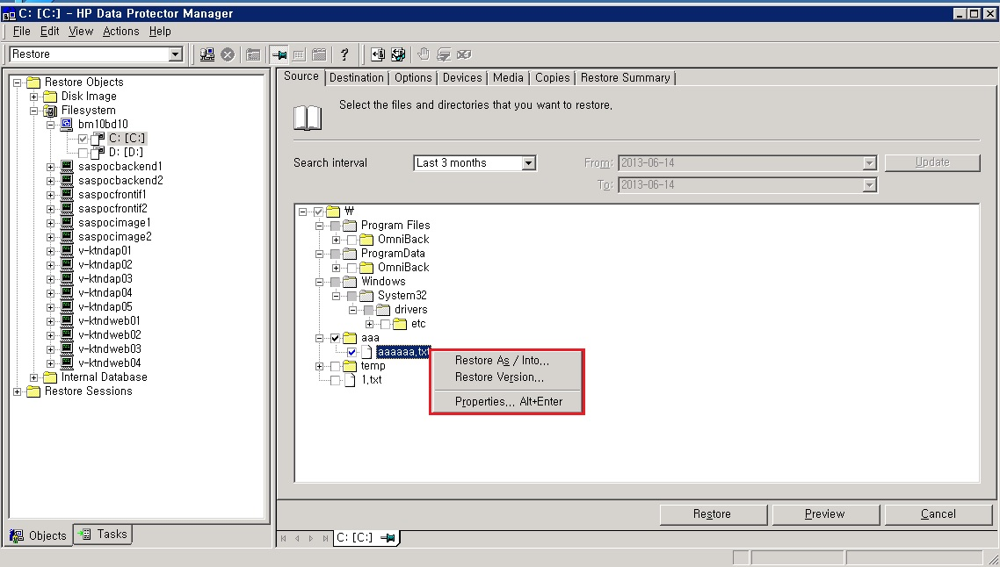 C: [C:] - HP Data Protector Manager
File Edit View Actions Help
Restore
?
Restore Objects
Disk Image
Filesystem
bm10bd10
C: [C:]
D: [D:]
saspocbackend1
saspocbackend2
saspocfrontif1
saspocfrontif2
saspocimage1
saspocimage2
v-ktndap01
v-ktndap02
v-ktndap03
v-ktndap04
v-ktndap05
v-ktndweb01
v-ktndweb02
v-ktndweb03
v-ktndweb04
Internal Database
Restore Sessions
Objects Tasks
Source Destination Options Devices Media Copies Restore Summary
Select the files and directories that you want to restore.
Search interval Last 3 months From: 2013-06-14 Update
To: 2013-06-14
₩
Program Files
OmniBack
ProgramData
OmniBack
Windows
System32
drivers
etc
aaa
aaaaaa.txt
temp
1.txt
Restore As / Into...
Restore Version...
Properties... Alt+Enter
Restore Preview Cancel
C: [C:]